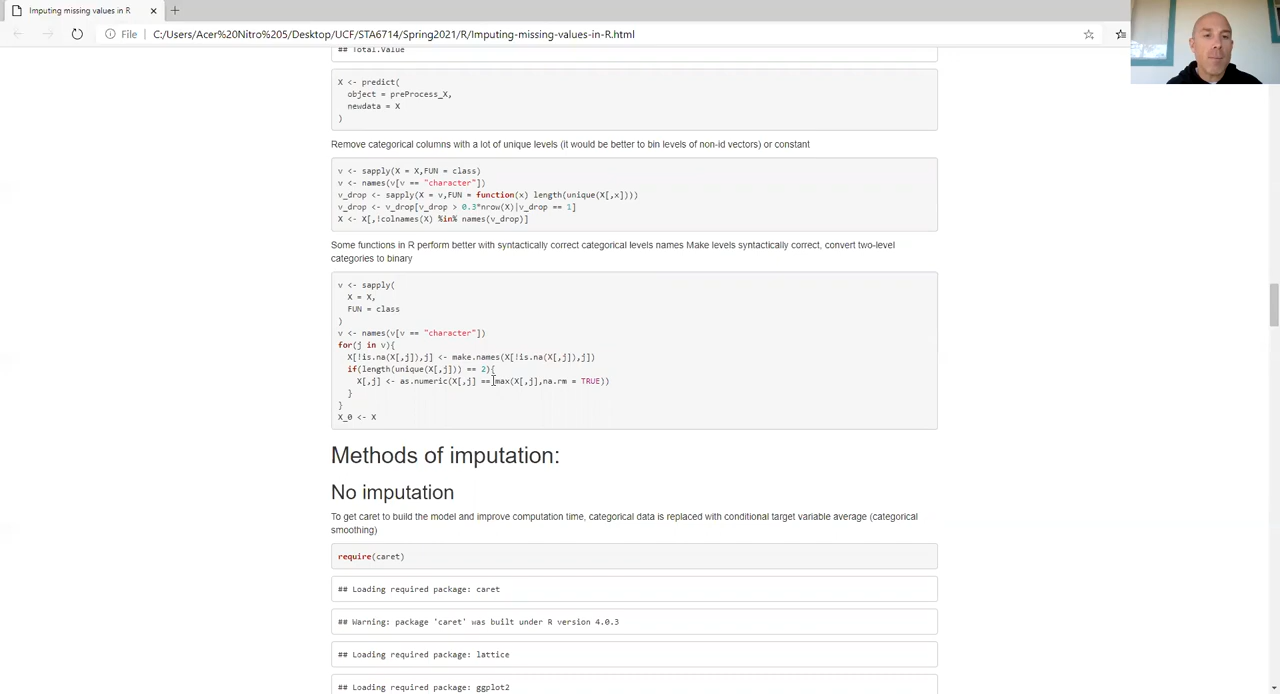 Imputing missing values in R
File
C:/Users/Acer%20Nitro%205/Desktop/UCF/STA6714/Spring2021/R/Imputing-missing-values-in-R.html
## Total.Value
X <- predict(
object = preProcess_X,
newdata = X
)
Remove categorical columns with a lot of unique levels (it would be better to bin levels of non-id vectors) or constant
v <- sapply(X = X,FUN = class)
v <- names(v[v == "character"])
v_drop <- sapply(X = v,FUN = function(x) length(unique(X[,x])))
v_drop <- v_drop[v_drop > 0.3*nrow(X)|v_drop == 1]
X <- X[,!colnames(X) %in% names(v_drop)]
Some functions in R perform better with syntactically correct categorical levels names Make levels syntactically correct, convert two-level
categories to binary
v <- sapply(
X = X,
FUN = class
)
v <- names(v[v == "character"])
for(j in v){
X[!is.na(X[,j]),j] <- make.names(X[!is.na(X[,j]),j])
if(length(unique(X[,j])) == 2){
X[,j] <- as.numeric(X[,j] == max(X[,j],na.rm = TRUE))
}
}
X_0 <- X
Methods of imputation:
No imputation
To get caret to build the model and improve computation time, categorical data is replaced with conditional target variable average (categorical
smoothing)
require(caret)
## Loading required package: caret
## Warning: package 'caret' was built under R version 4.0.3
## Loading required package: lattice
## Loading required package: ggplot2